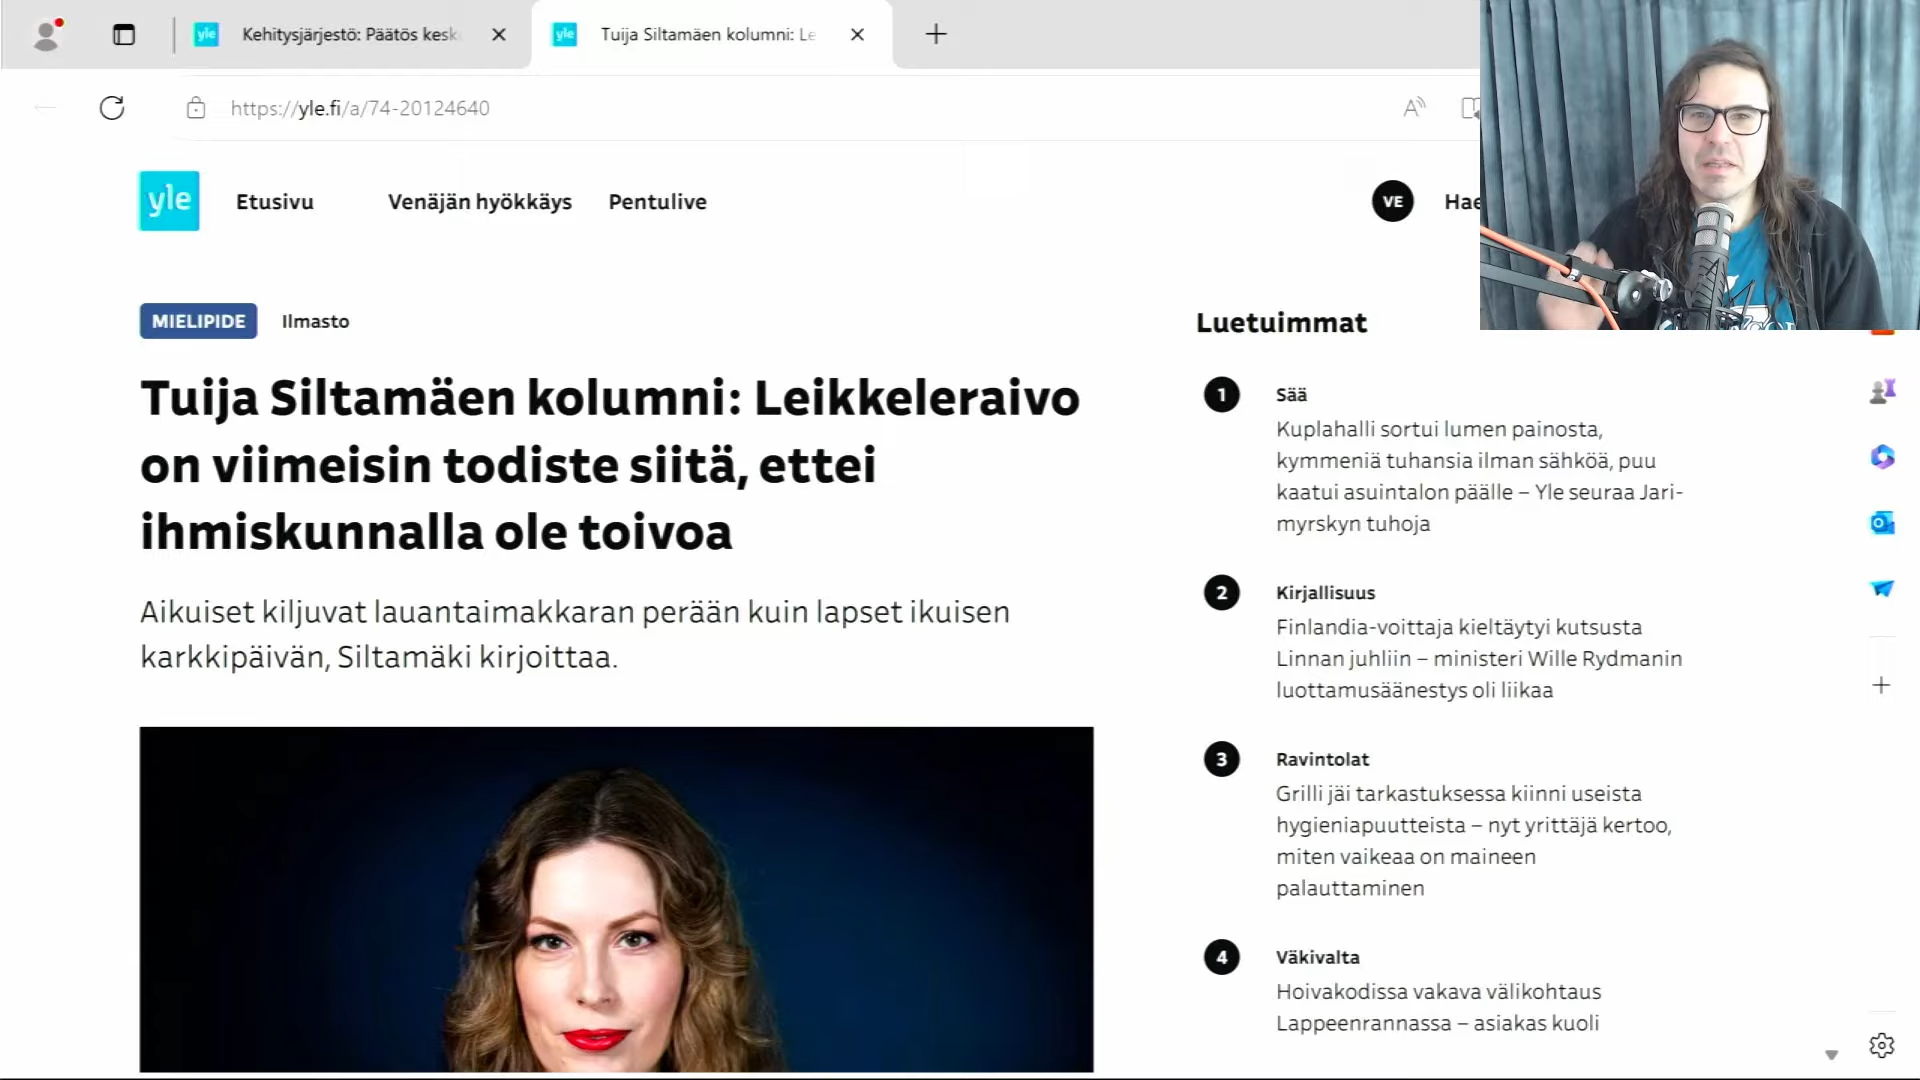 yle
Kehitysjärjestö: Päätös kesk
yle
Tuija Siltamäen kolumni: Le
https://yle.fi/a/74-20124640
yle
Etusivu
Venäjän hyökkäys
Pentulive
VE
Hae
MIELIPIDE
Ilmasto
Tuija Siltamäen kolumni: Leikkeleraivo
on viimeisin todiste siitä, ettei
ihmiskunnalla ole toivoa
Aikuiset kiljuvat lauantaimakkaran perään kuin lapset ikuisen
karkkipäivän, Siltamäki kirjoittaa.
Luetuimmat
1
Sää
Kuplahalli sortui lumen painosta,
kymmeniä tuhansia ilman sähköä, puu
kaatui asuintalon päälle – Yle seuraa Jari-
myrskyn tuhoja
2
Kirjallisuus
Finlandia-voittaja kieltäytyi kutsusta
Linnan juhliin – ministeri Wille Rydmanin
luottamusäänestys oli liikaa
3
Ravintolat
Grilli jäi tarkastuksessa kiinni useista
hygieniapuutteista – nyt yrittäjä kertoo,
miten vaikeaa on maineen
palauttaminen
4
Väkivalta
Hoivakodissa vakava välikohtaus
Lappeenrannassa – asiakas kuoli